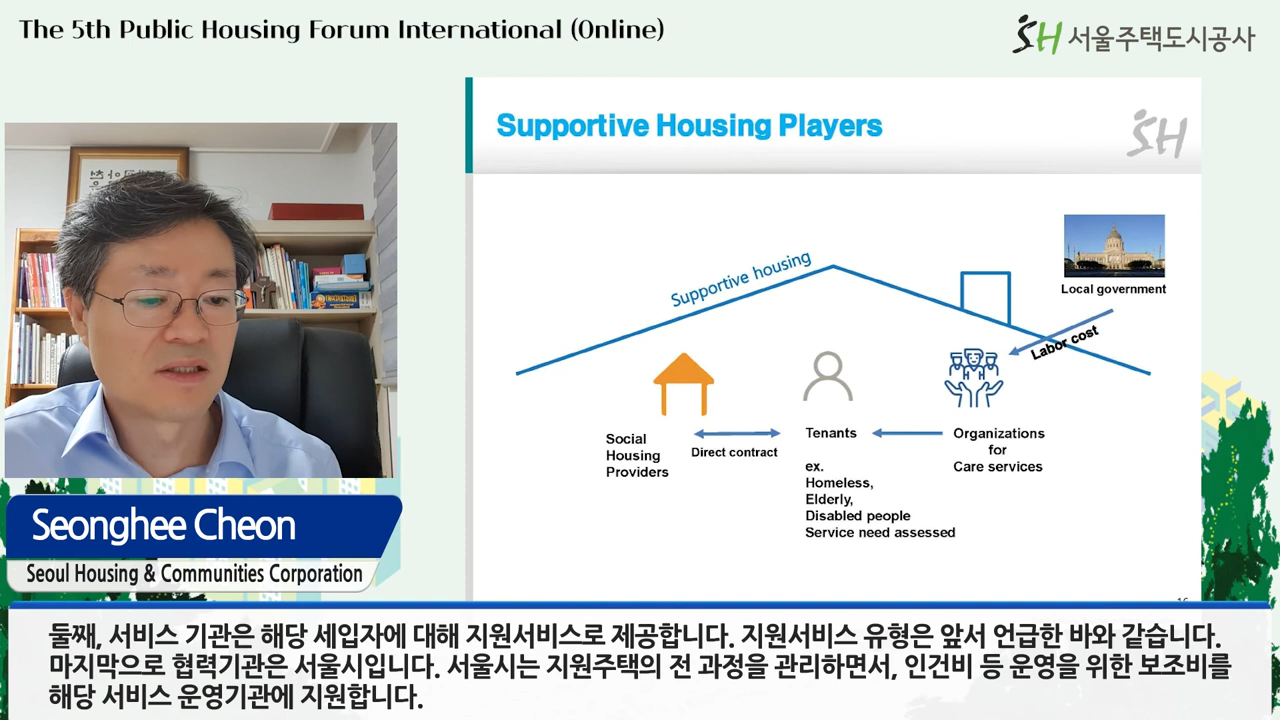 The 5th Public Housing Forum International (Online)
SH 서울주택도시공사
Supportive Housing Players
SH
Supportive housing
Local government
Labor cost
Social
Housing
Providers
Direct contract
Tenants
ex.
Homeless,
Elderly,
Disabled people
Service need assessed
Organizations
for
Care services
Seonghee Cheon
Seoul Housing & Communities Corporation
둘째, 서비스 기관은 해당 세입자에 대해 지원서비스로 제공합니다. 지원서비스 유형은 앞서 언급한 바와 같습니다.
마지막으로 협력기관은 서울시입니다. 서울시는 지원주택의 전 과정을 관리하면서, 인건비 등 운영을 위한 보조비를
해당 서비스 운영기관에 지원합니다.